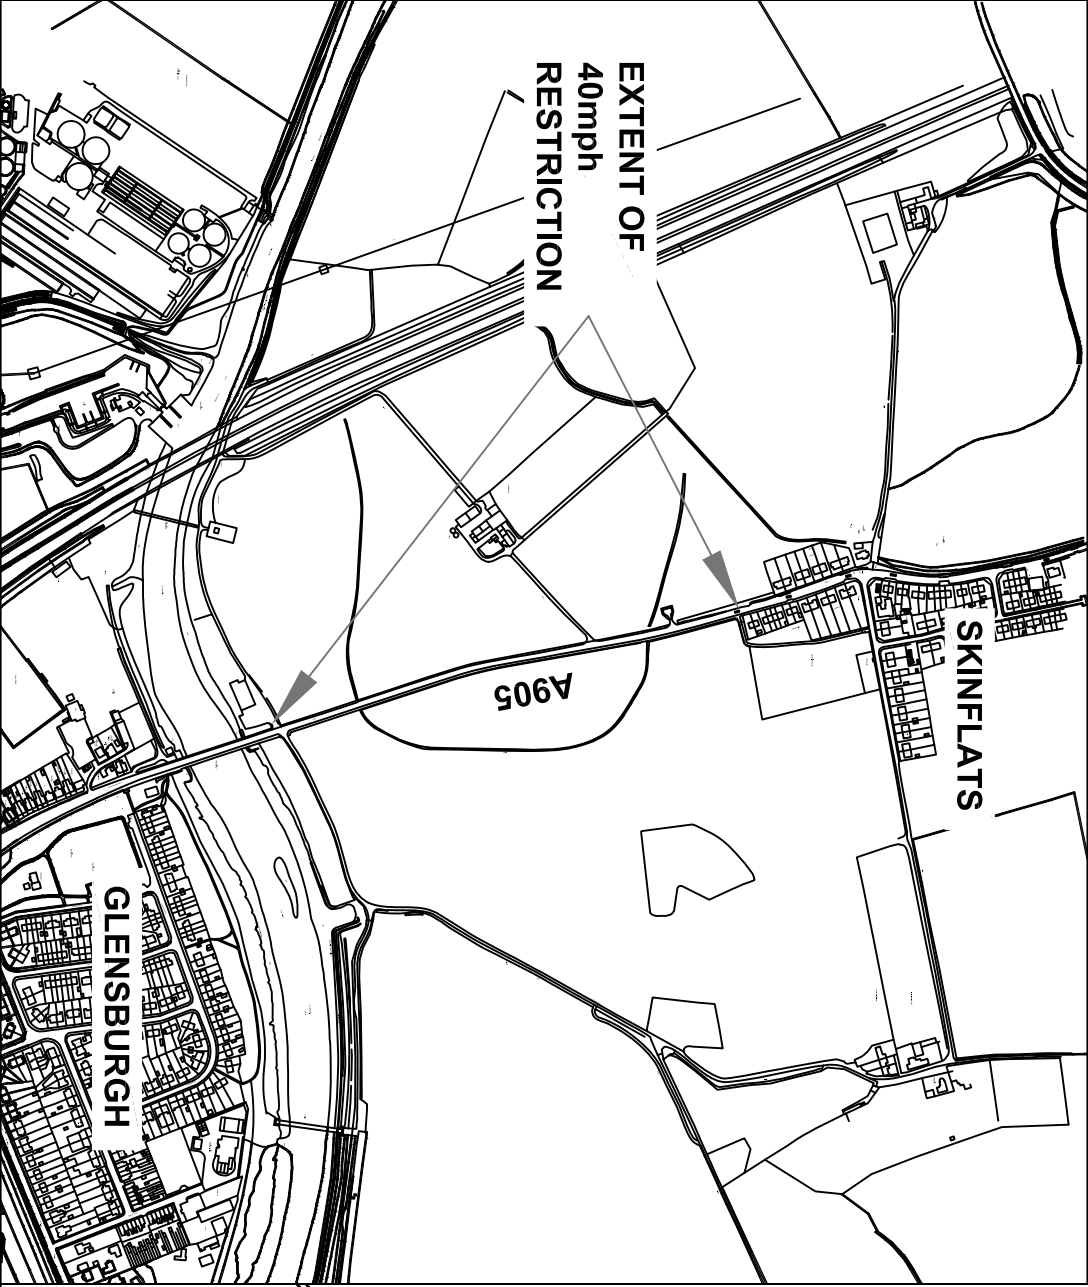 EXTENT OF
40mph
RESTRICTION
SKINFLATS
A905
GLENSBURGH